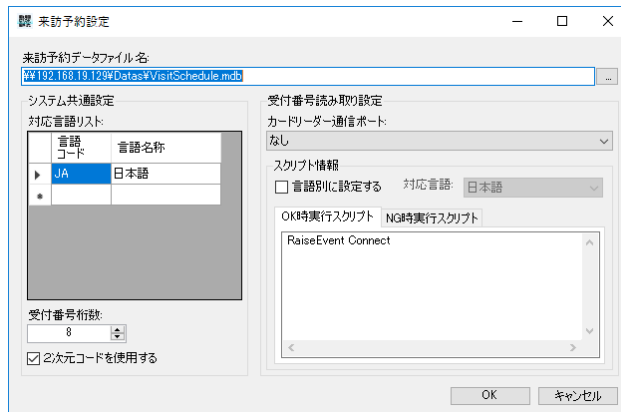 来訪予約設定
来訪予約データファイル名:
¥¥192.168.19.129¥Datas¥VisitSchedule.mdb
...
システム共通設定
対応言語リスト:
言語コード 言語名称
JA 日本語
受付番号桁数:
8
2次元コードを使用する
受付番号読み取り設定
カードリーダー通信ポート:
なし
スクリプト情報
言語別に設定する 対応言語: 日本語
OK時実行スクリプト NG時実行スクリプト
RaiseEvent Connect
OK キャンセル